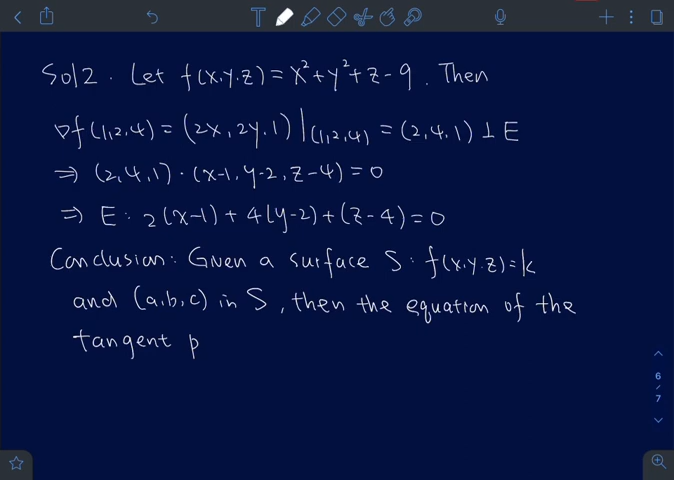 Sol 2. Let f(x,y,z) = x²+y²+z-9. Then
∇f(1,2,4) = (2x, 2y, 1)|(1,2,4) = (2,4,1) ⊥ E
⇒ (2,4,1)·(x-1, y-2, z-4) = 0
⇒ E: 2(x-1) + 4(y-2) + (z-4) = 0
Conclusion: Given a surface S: f(x,y,z) = k
and (a,b,c) in S, then the equation of the
tangent p
6
/
7